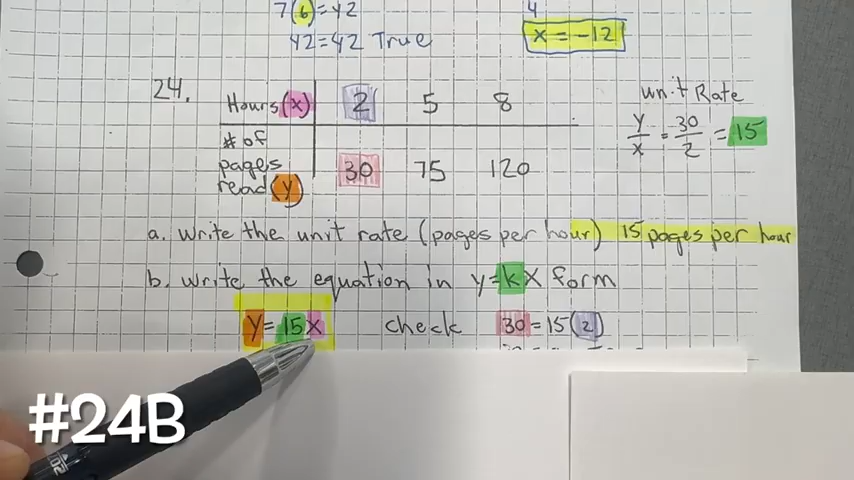 7(6)=42
42=42 True
4
x=-12
24.
Hours(x) 2 5 8
# of
pages
read(y) 30 75 120
unit Rate
y/x = 30/2 = 15
a. Write the unit rate (pages per hour) 15 pages per hour
b. Write the equation in y=kx form
y=15x check 30=15(2)
#24B